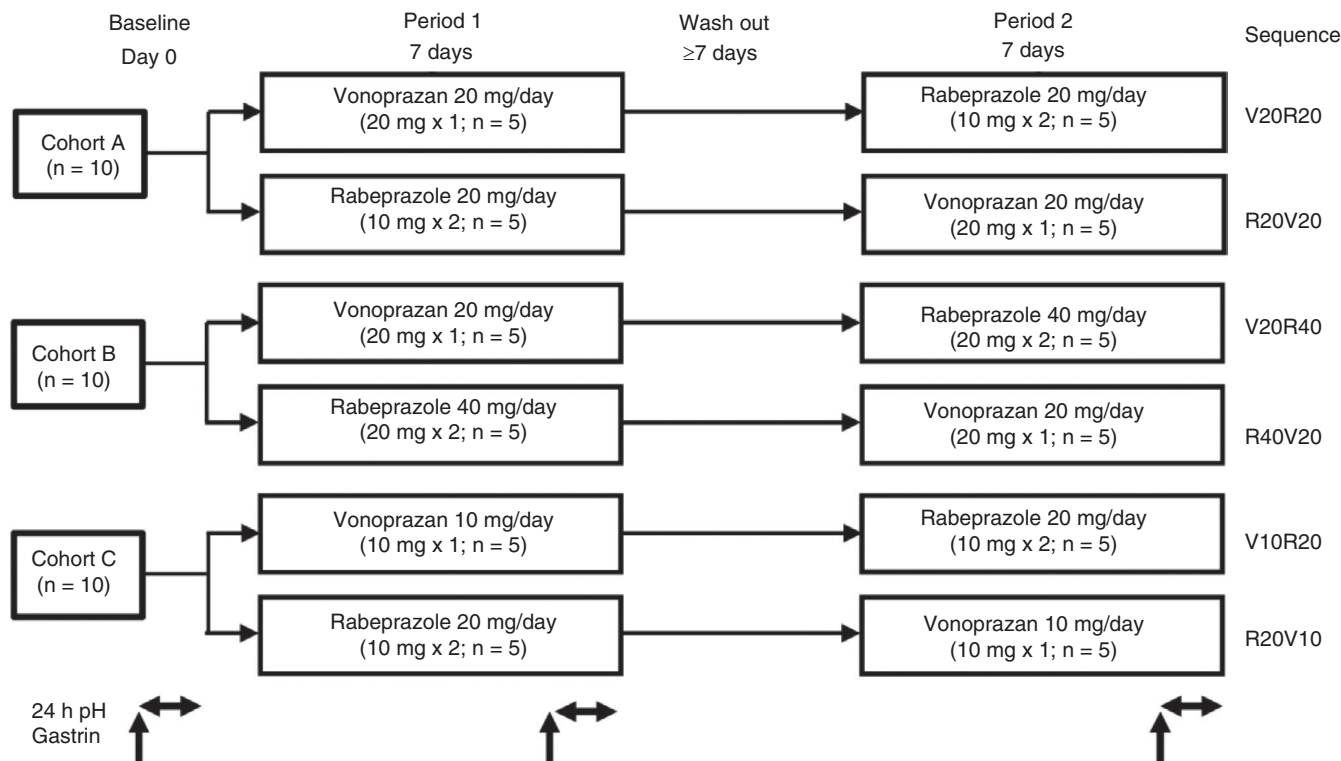 Baseline
Day 0
Period 1
7 days
Wash out
≥7 days
Period 2
7 days
Sequence
Cohort A
(n = 10)
Vonoprazan 20 mg/day
(20 mg x 1; n = 5)
Rabeprazole 20 mg/day
(10 mg x 2; n = 5)
V20R20
Rabeprazole 20 mg/day
(10 mg x 2; n = 5)
Vonoprazan 20 mg/day
(20 mg x 1; n = 5)
R20V20
Cohort B
(n = 10)
Vonoprazan 20 mg/day
(20 mg x 1; n = 5)
Rabeprazole 40 mg/day
(20 mg x 2; n = 5)
V20R40
Rabeprazole 40 mg/day
(20 mg x 2; n = 5)
Vonoprazan 20 mg/day
(20 mg x 1; n = 5)
R40V20
Cohort C
(n = 10)
Vonoprazan 10 mg/day
(10 mg x 1; n = 5)
Rabeprazole 20 mg/day
(10 mg x 2; n = 5)
V10R20
Rabeprazole 20 mg/day
(10 mg x 2; n = 5)
Vonoprazan 10 mg/day
(10 mg x 1; n = 5)
R20V10
24 h pH
Gastrin